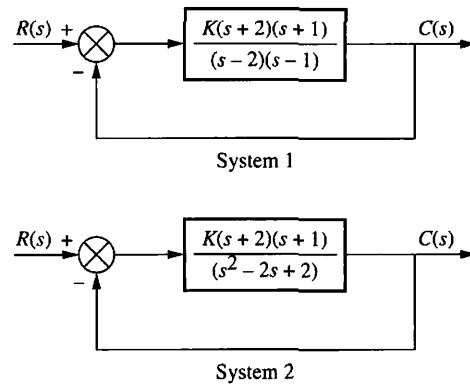 R(s) + K(s + 2)(s + 1) C(s)
(s − 2)(s − 1)
−
System 1
R(s) + K(s + 2)(s + 1) C(s)
(s² − 2s + 2)
−
System 2